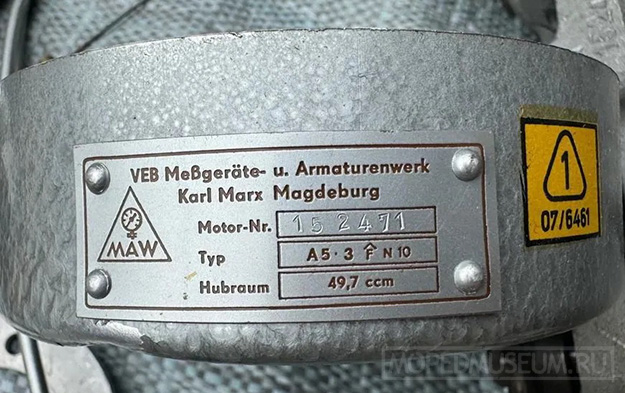 VEB Meßgeräte- u. Armaturenwerk
Karl Marx Magdeburg
MAW
Motor-Nr. 152471
Typ A5·3 F̂ N 10
Hubraum 49,7 ccm
1
07/6461
MOPEDMUSEUM.RU